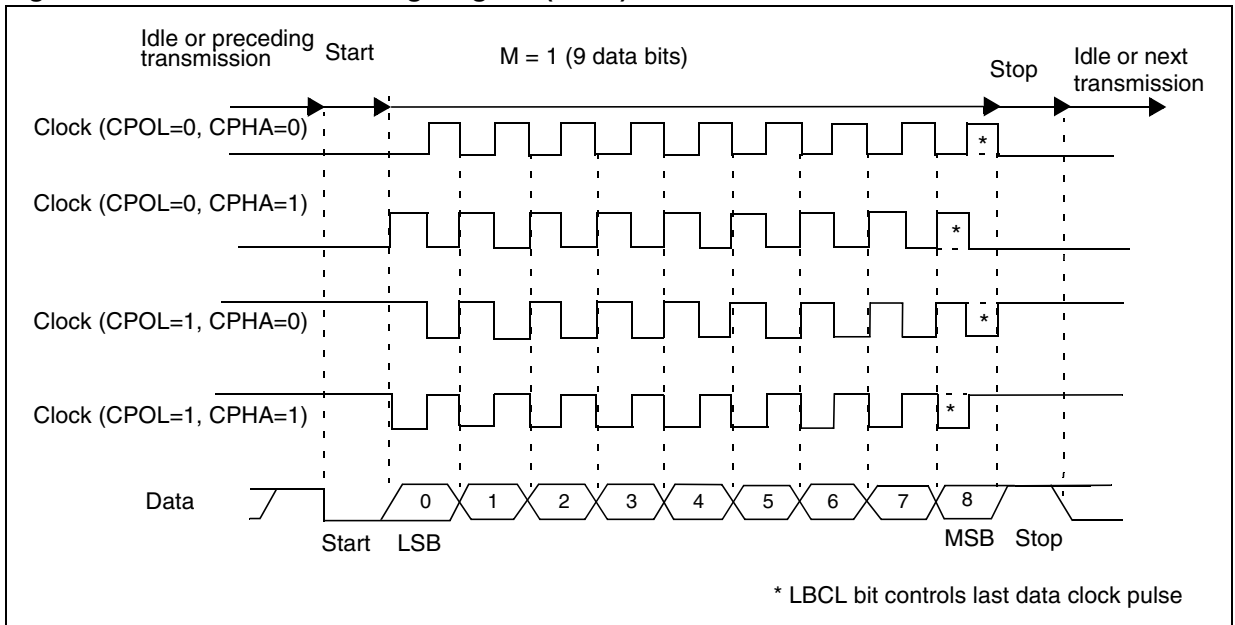 Idle or preceding
transmission
Start
M = 1 (9 data bits)
Stop
Idle or next
transmission
Clock (CPOL=0, CPHA=0)
*
Clock (CPOL=0, CPHA=1)
*
Clock (CPOL=1, CPHA=0)
*
Clock (CPOL=1, CPHA=1)
*
Data
0 1 2 3 4 5 6 7 8
Start LSB MSB Stop
* LBCL bit controls last data clock pulse